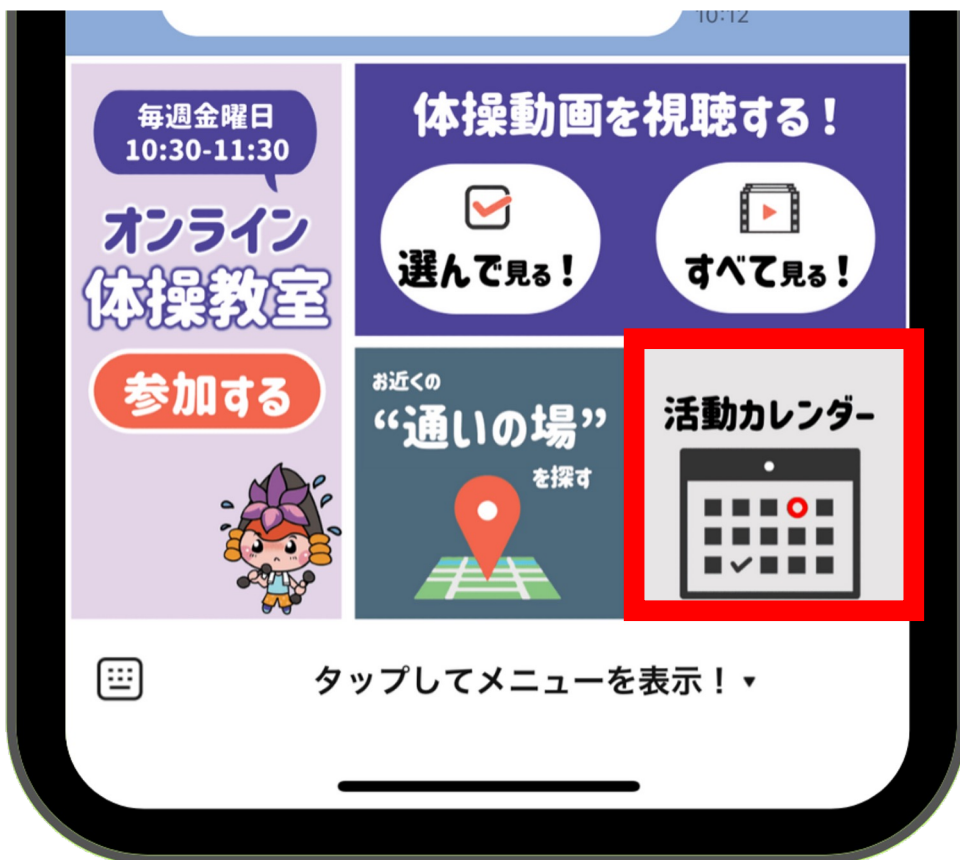 10:12
毎週金曜日
10:30-11:30
オンライン
体操教室
参加する
体操動画を視聴する！
選んで見る！
すべて見る！
お近くの
“通いの場”
を探す
活動カレンダー
タップしてメニューを表示！▼